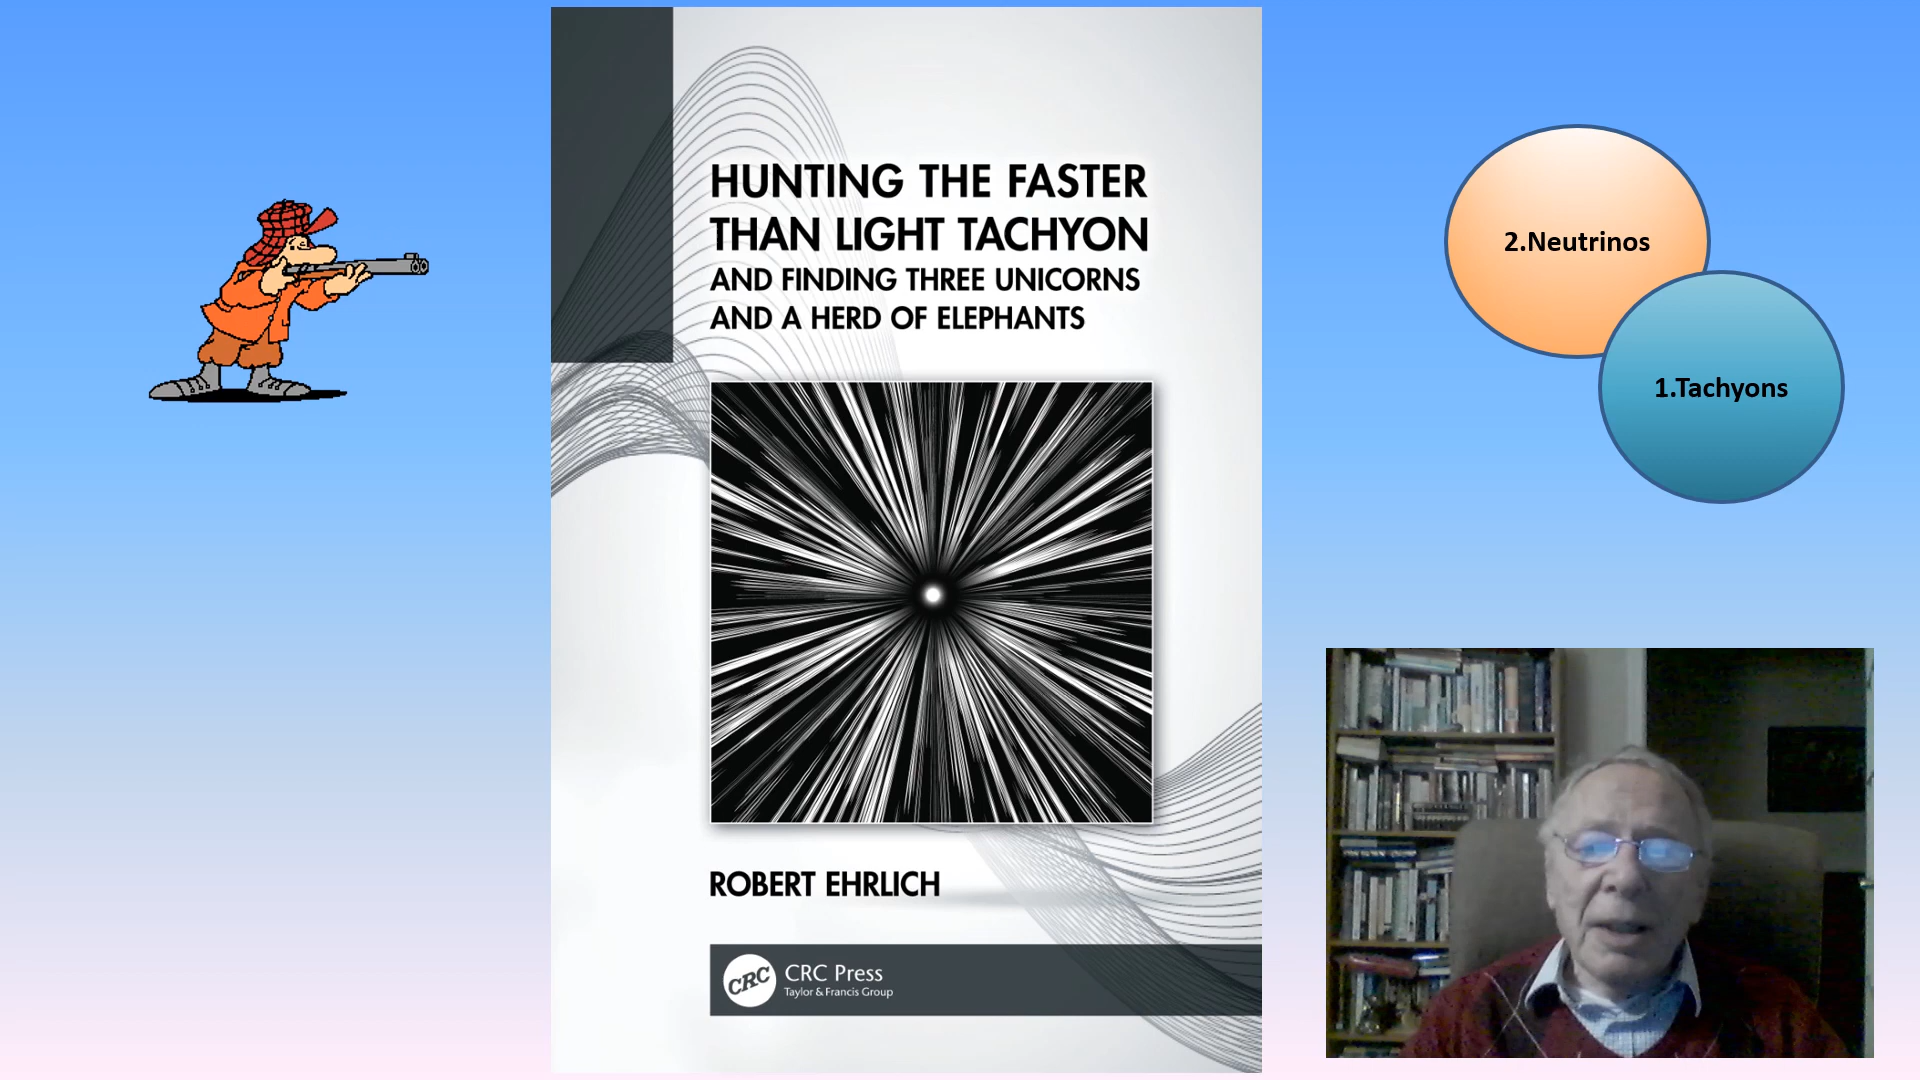 HUNTING THE FASTER
THAN LIGHT TACHYON
AND FINDING THREE UNICORNS
AND A HERD OF ELEPHANTS
ROBERT EHRLICH
CRC
CRC Press
Taylor & Francis Group
2.Neutrinos
1.Tachyons